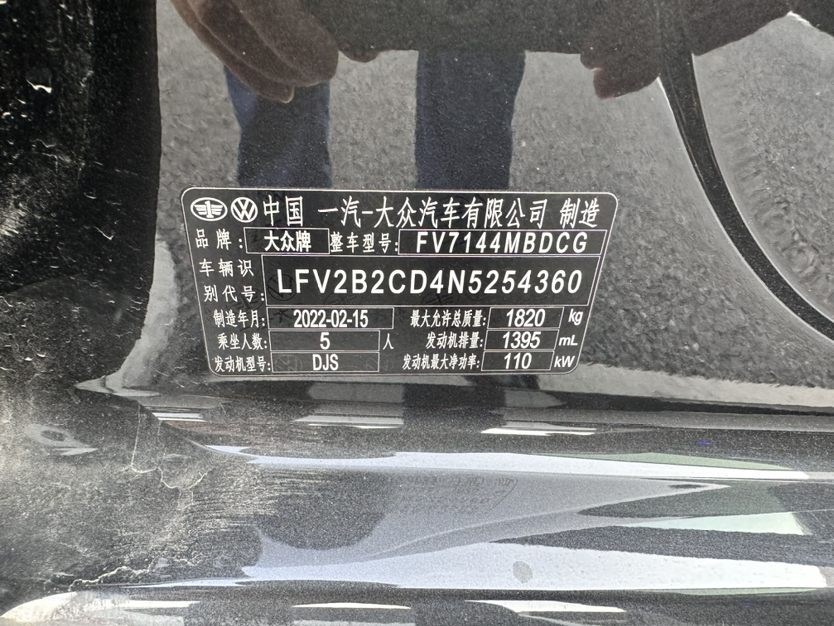 中国 一汽-大众汽车有限公司 制造
品牌: 大众牌 整车型号: FV7144MBDCG
车辆识别代号: LFV2B2CD4N5254360
制造年月: 2022-02-15 最大允许总质量: 1820 kg
乘坐人数: 5 人 发动机排量: 1395 mL
发动机型号: DJS 发动机最大净功率: 110 kW